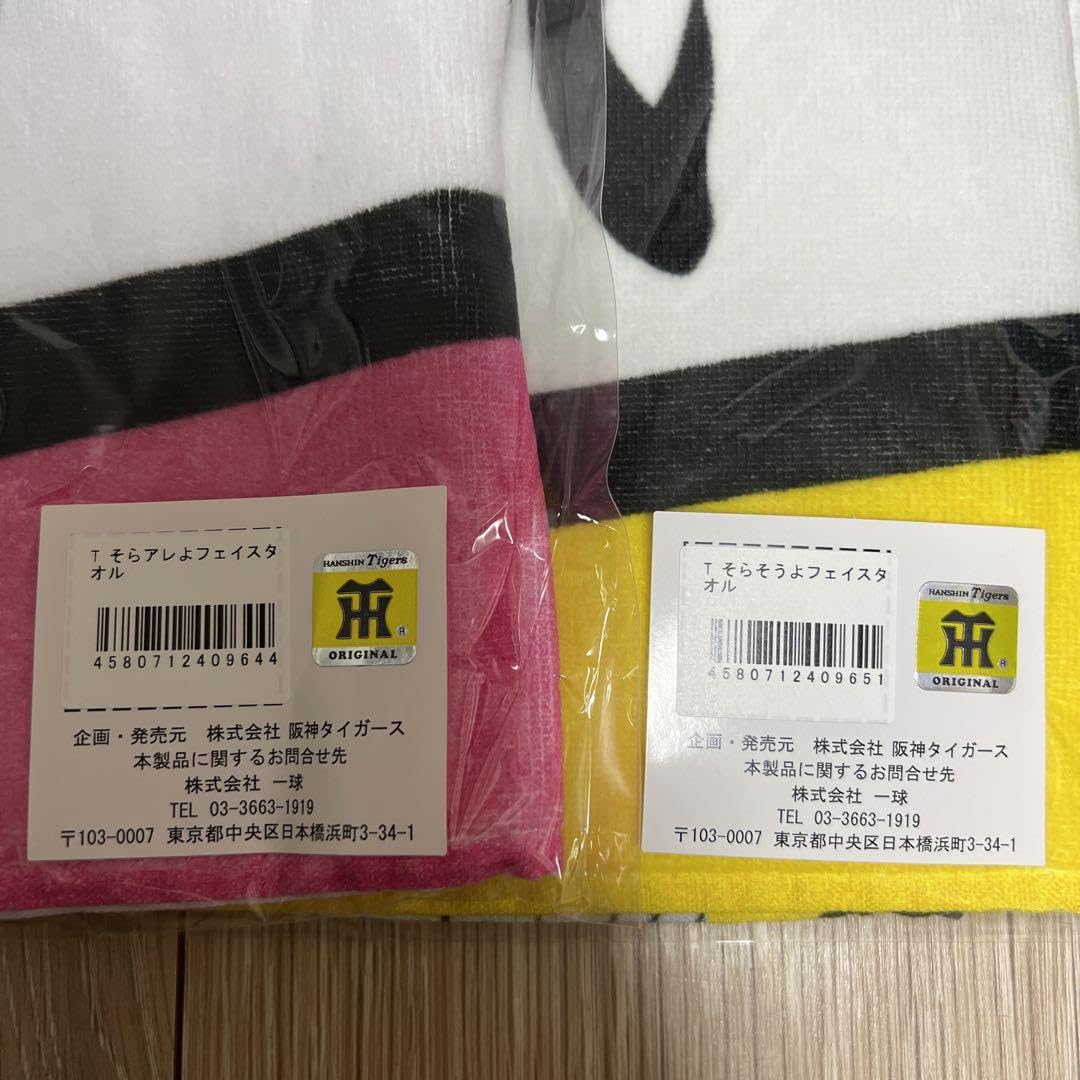 T そらアレよフェイスタ
オル
4580712409644
HANSHIN Tigers
TH
®
ORIGINAL
企画・発売元 株式会社 阪神タイガース
本製品に関するお問合せ先
株式会社 一球
TEL 03-3663-1919
〒103-0007 東京都中央区日本橋浜町3-34-1
T そらそうよフェイスタ
オル
4580712409651
HANSHIN Tigers
TH
®
ORIGINAL
企画・発売元 株式会社 阪神タイガース
本製品に関するお問合せ先
株式会社 一球
TEL 03-3663-1919
〒103-0007 東京都中央区日本橋浜町3-34-1